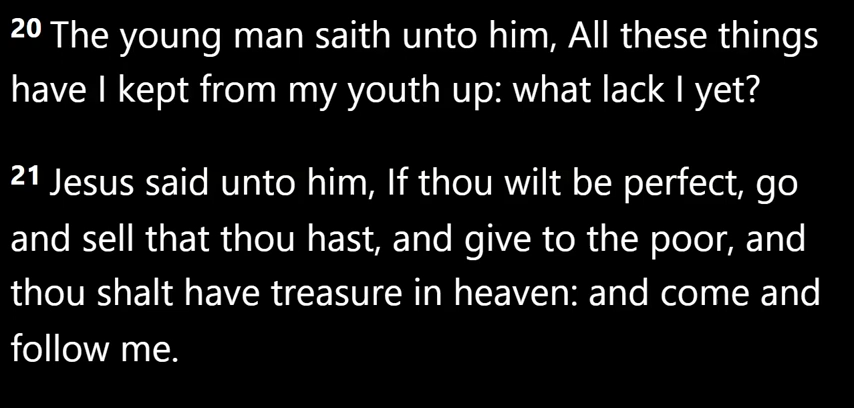 20 The young man saith unto him, All these things
have I kept from my youth up: what lack I yet?
21 Jesus said unto him, If thou wilt be perfect, go
and sell that thou hast, and give to the poor, and
thou shalt have treasure in heaven: and come and
follow me.